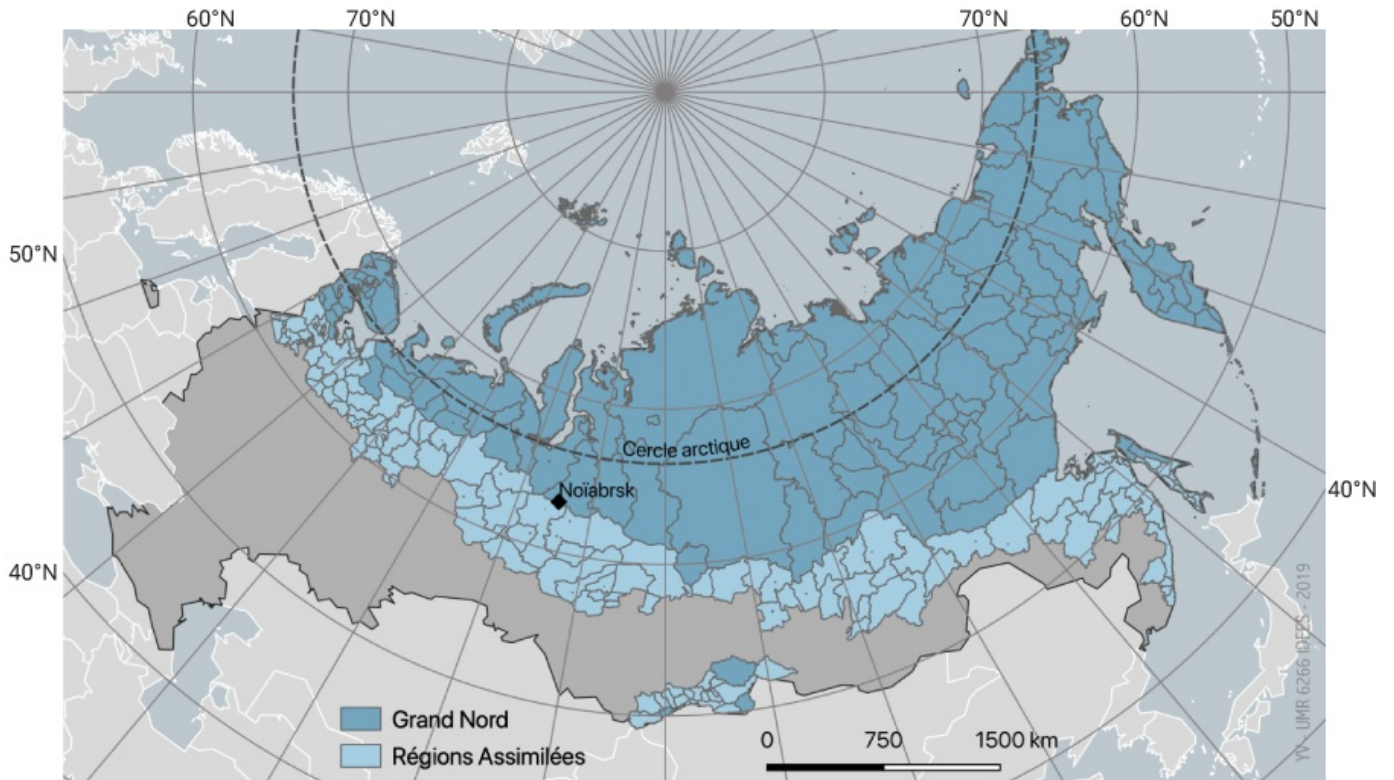 60°N 70°N 70°N 60°N 50°N
50°N
Cercle arctique
Noïabrsk
40°N
40°N
Grand Nord
Régions Assimilées
0 750 1500 km
YV - UMR 6266 IDEES - 2019